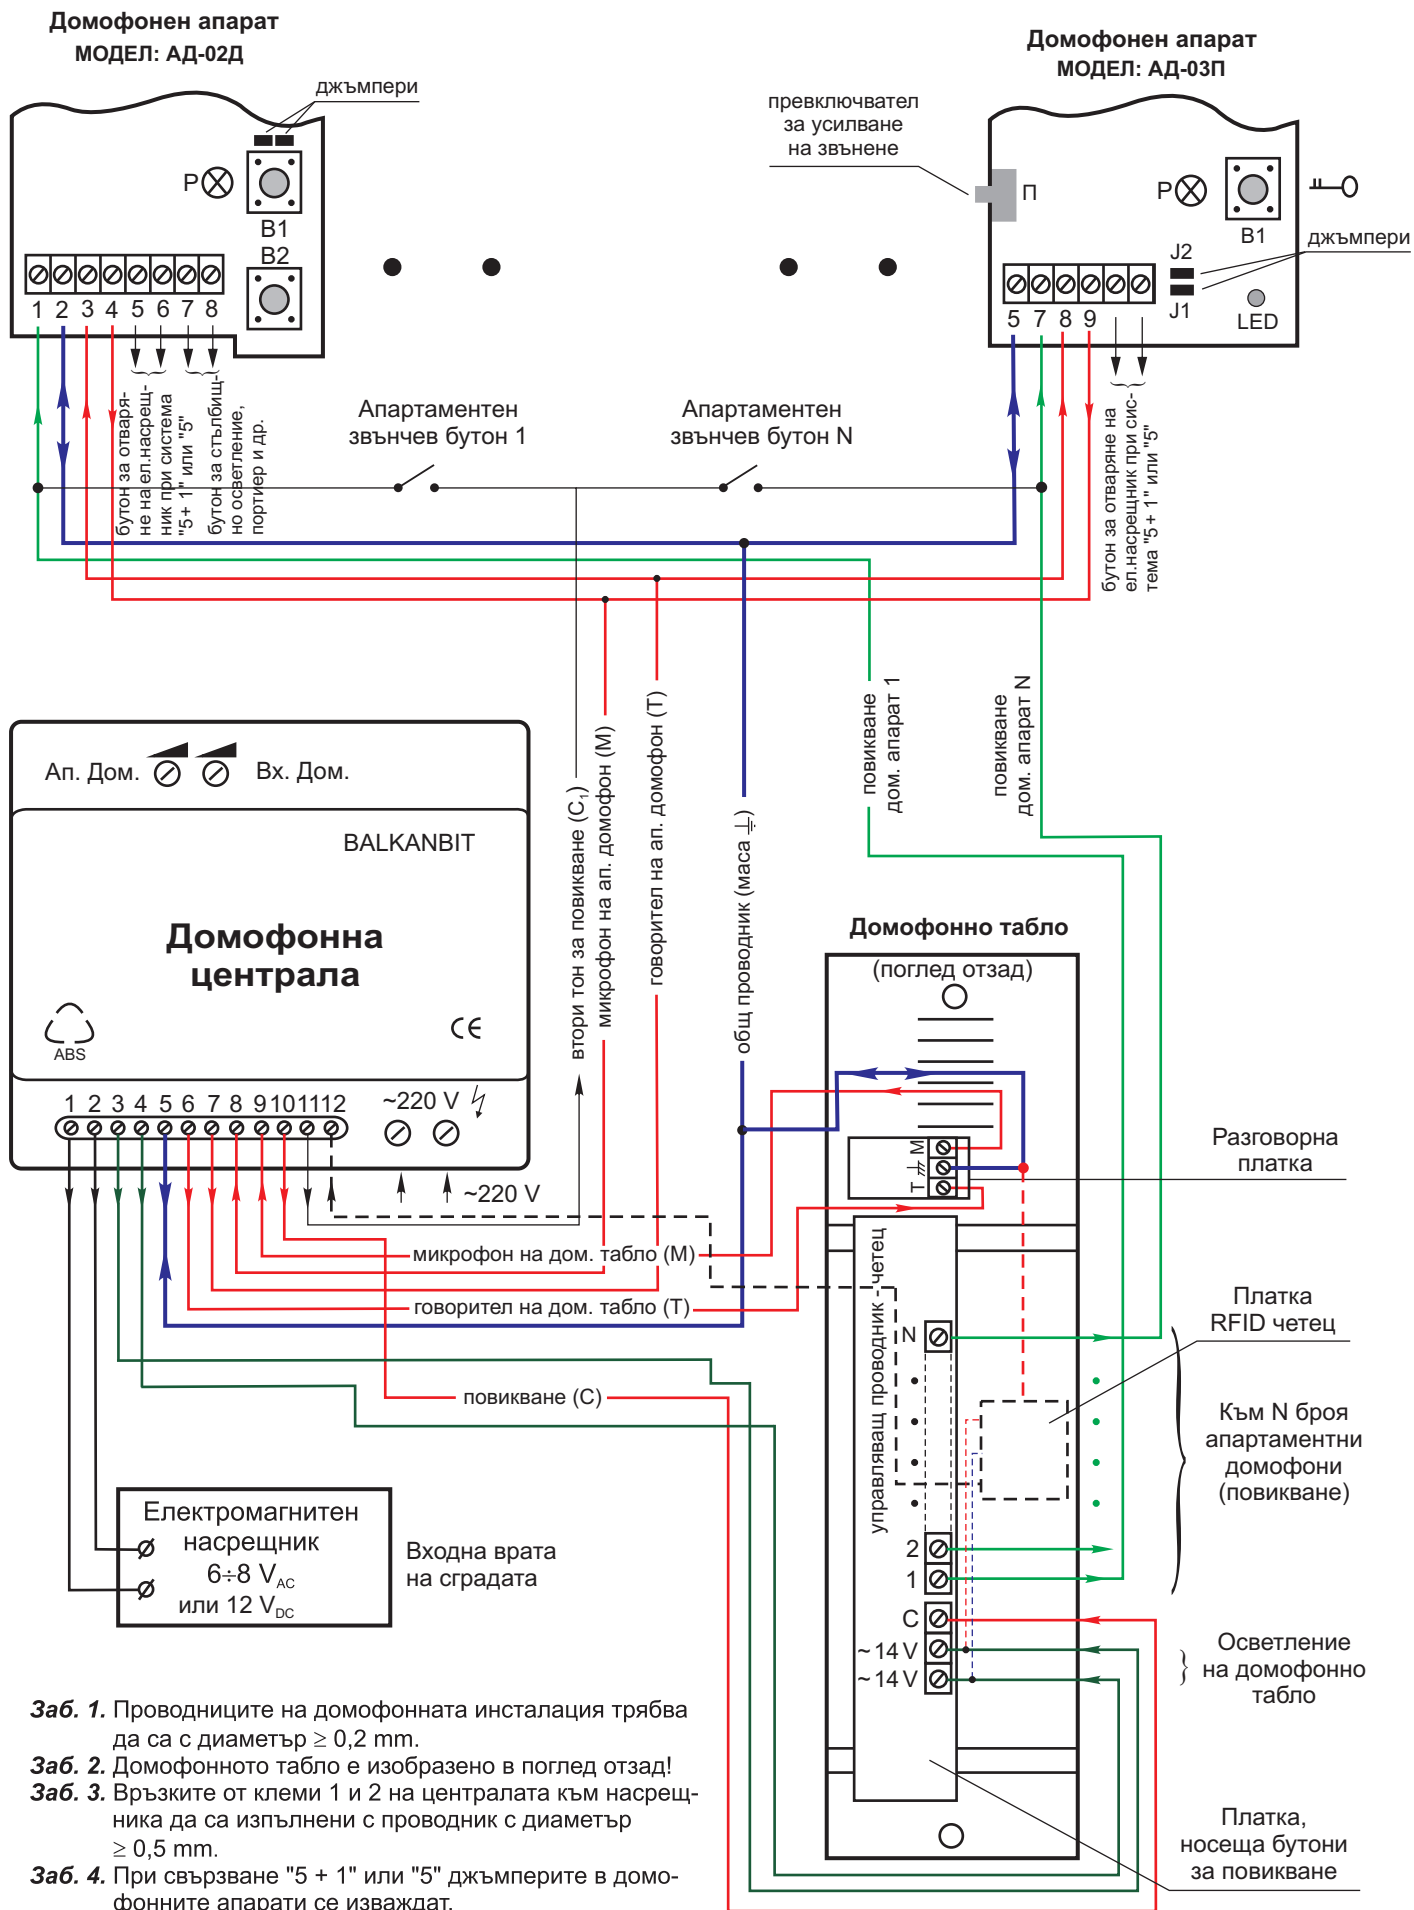 Домофонен апарат
МОДЕЛ: АД-02Д
джъмпери
P
B1
B2
1 2 3 4 5 6 7 8
бутон за отваря-
не на ел.насрещ-
ник при система
"5+ 1" или "5"
бутон за стълбищ-
но осветление,
портиер и др.
Домофонен апарат
МОДЕЛ: АД-03П
превключвател
за усилване
на звънене
П
P
B1
J2
J1
джъмпери
LED
5 7 8 9
бутон за отваряне на
ел.насрещник при сис-
тема "5 + 1" или "5"
Апартаментен
звънчев бутон 1
Апартаментен
звънчев бутон N
втори тон за повикване (C1)
микрофон на ап. домофон (M)
говорител на ап. домофон (T)
общ проводник (маса ⏚)
повикване
дом. апарат 1
повикване
дом. апарат N
Ап. Дом.
Вх. Дом.
BALKANBIT
Домофонна
централа
ABS
CE
1 2 3 4 5 6 7 8 9 10 11 12
~220 V
~220 V
микрофон на дом. табло (M)
говорител на дом. табло (T)
повикване (C)
Домофонно табло
(поглед отзад)
M
T
Разговорна
платка
управляващ проводник - четец
N
2
1
C
~ 14 V
~ 14 V
Платка
RFID четец
Към N броя
апартаментни
домофони
(повикване)
Осветление
на домофонно
табло
Платка,
носеща бутони
за повикване
Електромагнитен
насрещник
6÷8 VAC
или 12 VDC
Входна врата
на сградата
Заб. 1. Проводниците на домофонната инсталация трябва
да са с диаметър ≥ 0,2 mm.
Заб. 2. Домофонното табло е изобразено в поглед отзад!
Заб. 3. Връзките от клеми 1 и 2 на централата към насрещ-
ника да са изпълнени с проводник с диаметър
≥ 0,5 mm.
Заб. 4. При свързване "5 + 1" или "5" джъмперите в домо-
фонните апарати се изваждат.